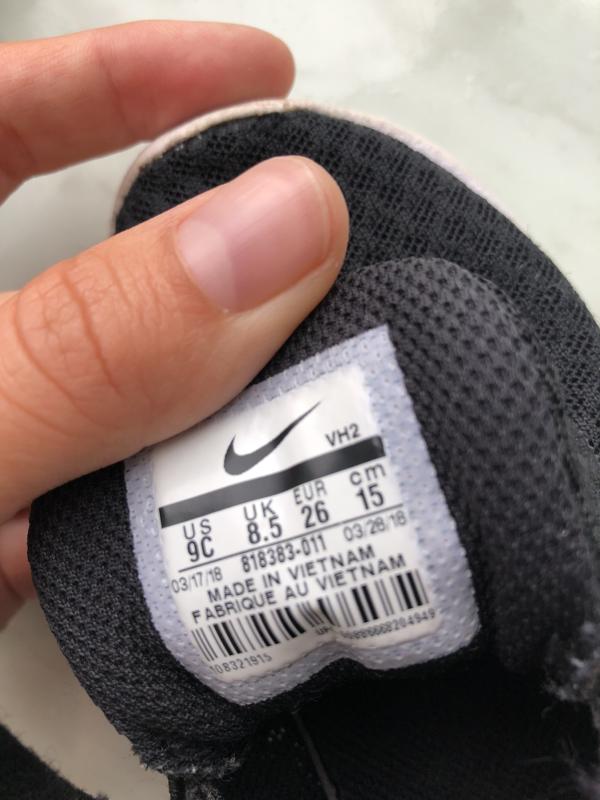 VH2
US UK EUR cm
9C 8.5 26 15
03/17/18 818383-011 03/28/18
MADE IN VIETNAM
FABRIQUE AU VIETNAM